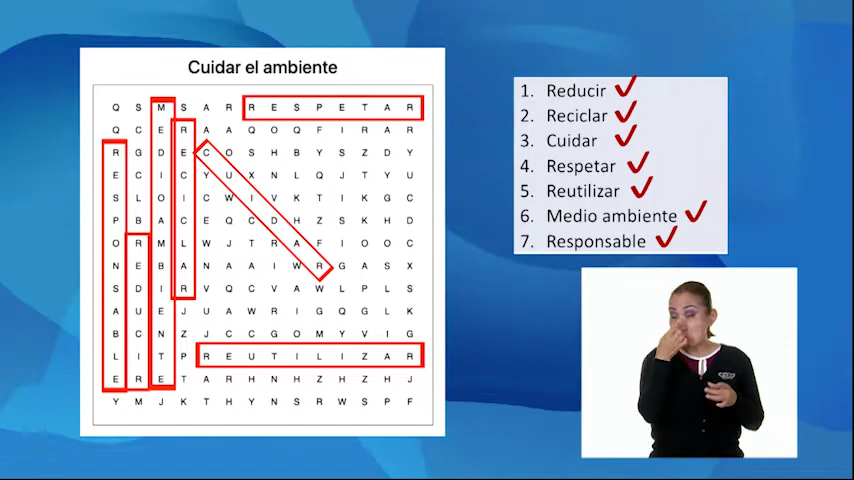 Cuidar el ambiente
Q S M S A R R E S P E T A R
Q C E R A A Q O Q F I R A R
R G D E C O S H B Y S Z D Y
E C I C Y U X N L Q J T Y U
S L O I C W I V K T I K G C
P B A C E Q C D H Z S K H D
O R M L W J T R A F I O O C
N E B A N A A I W R G A S X
S D I R V Q C V A W L P L S
A U E J U A W R I G Q G L K
B C N Z J C C G O M Y V I G
L I T P R E U T I L I Z A R
E R E T A R H N H Z H Z H J
Y M J K T H Y N S R W S P F
1. Reducir ✓
2. Reciclar ✓
3. Cuidar ✓
4. Respetar ✓
5. Reutilizar ✓
6. Medio ambiente ✓
7. Responsable ✓